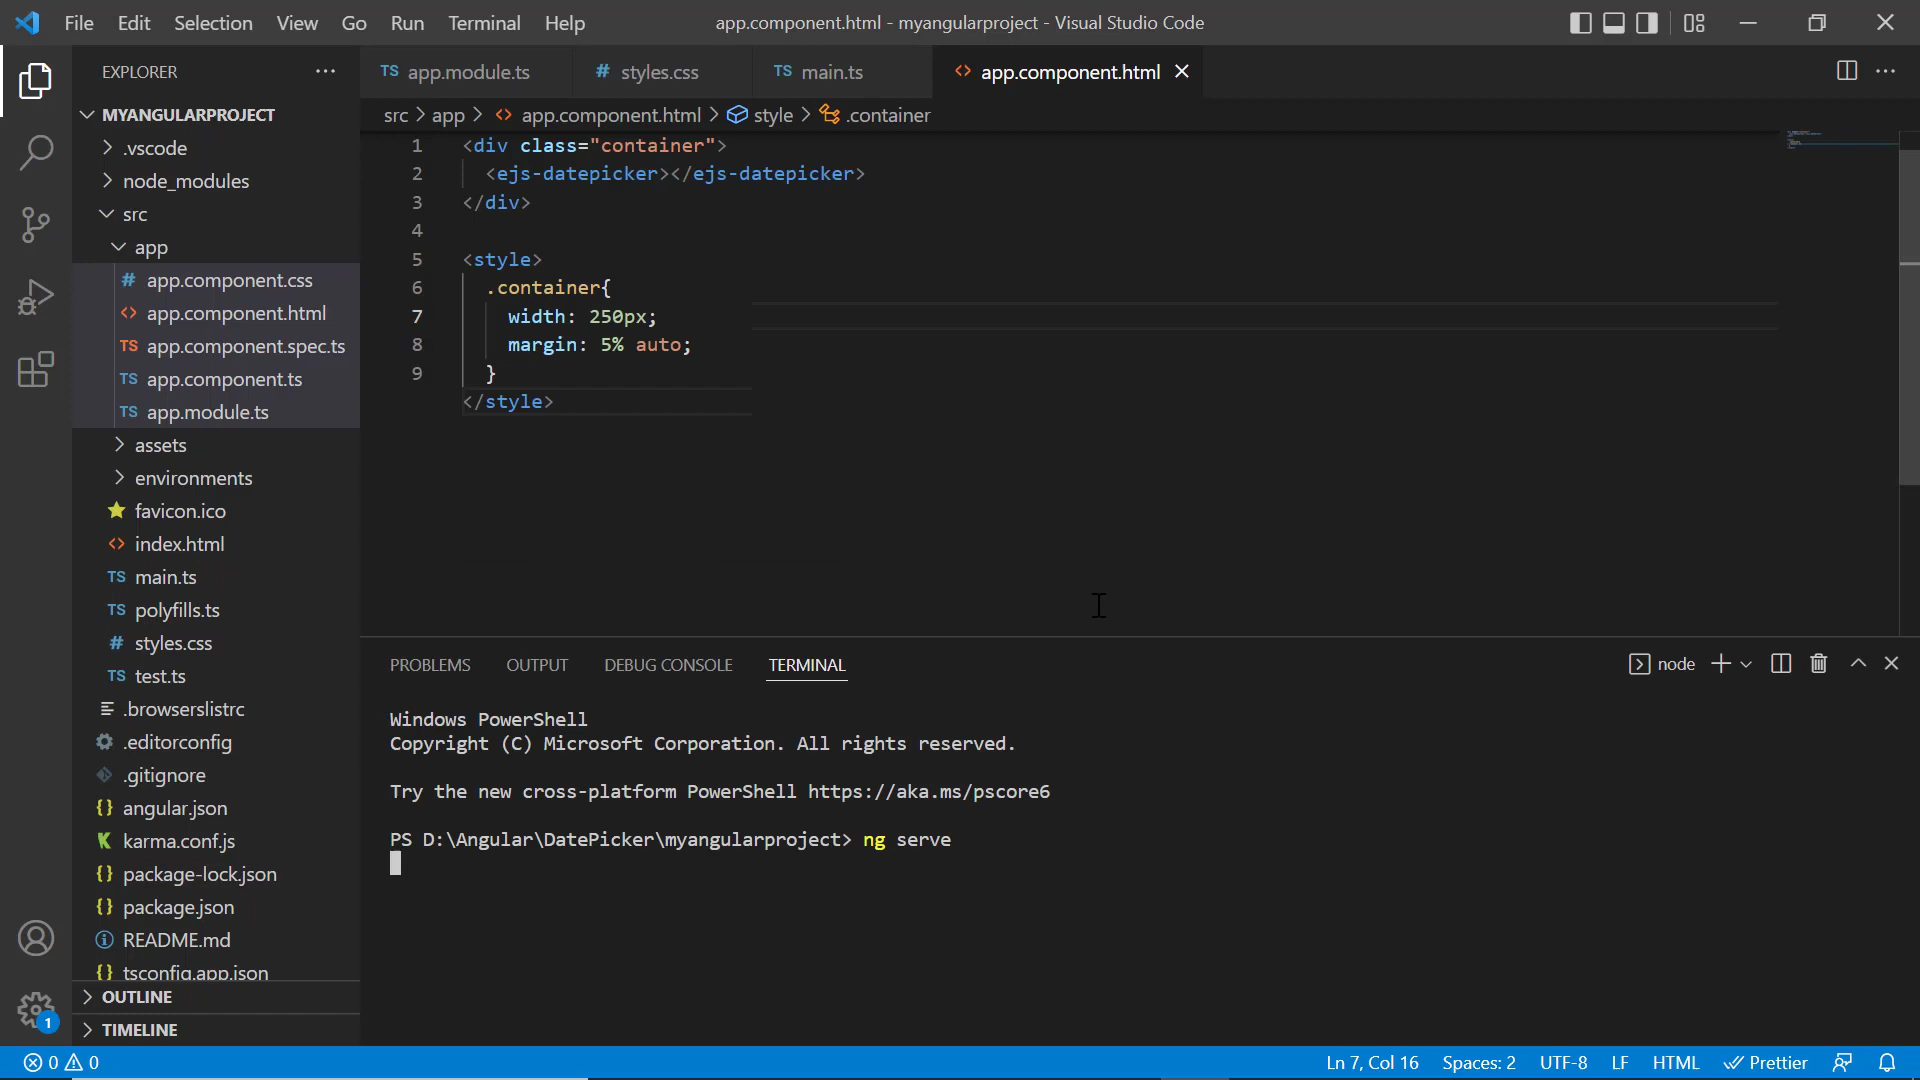 File Edit Selection View Go Run Terminal Help app.component.html - myangularproject - Visual Studio Code
EXPLORER
TS app.module.ts # styles.css TS main.ts <> app.component.html
src > app > <> app.component.html > style > .container
MYANGULARPROJECT
.vscode
node_modules
src
app
# app.component.css
<> app.component.html
TS app.component.spec.ts
TS app.component.ts
TS app.module.ts
assets
environments
favicon.ico
<> index.html
TS main.ts
TS polyfills.ts
# styles.css
TS test.ts
.browserslistrc
.editorconfig
.gitignore
{} angular.json
karma.conf.js
{} package-lock.json
{} package.json
README.md
{} tsconfig.app.json
OUTLINE
TIMELINE
1 <div class="container">
2 <ejs-datepicker></ejs-datepicker>
3 </div>
4
5 <style>
6 .container{
7 width: 250px;
8 margin: 5% auto;
9 }
</style>
PROBLEMS OUTPUT DEBUG CONSOLE TERMINAL node
Windows PowerShell
Copyright (C) Microsoft Corporation. All rights reserved.
Try the new cross-platform PowerShell https://aka.ms/pscore6
PS D:\Angular\DatePicker\myangularproject> ng serve
1
0 0 Ln 7, Col 16 Spaces: 2 UTF-8 LF HTML Prettier